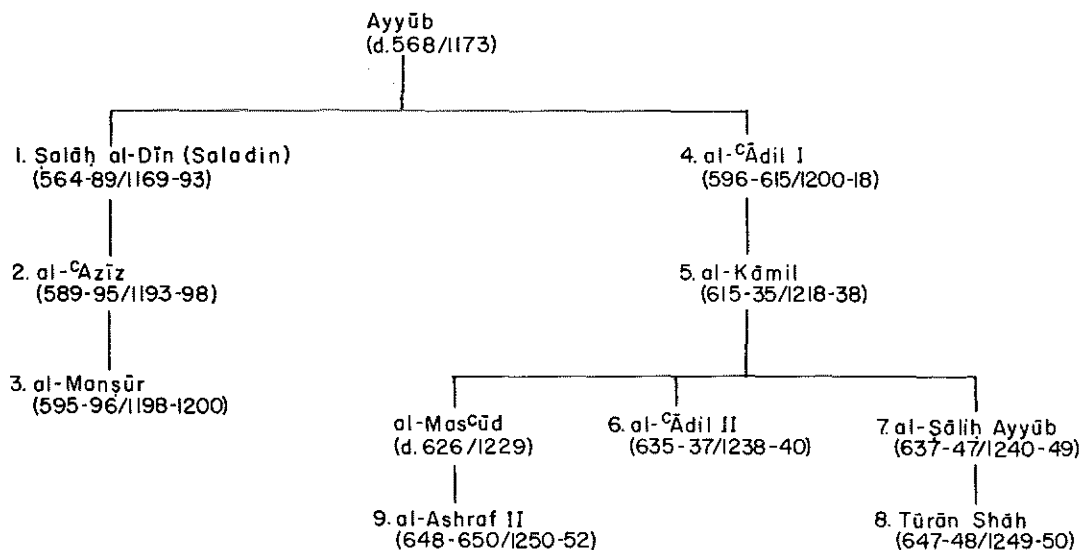 Ayyūb
(d.568/1173)
1. Ṣalāḥ al-Dīn (Saladin)
(564-89/1169-93)
4. al-ᶜĀdil I
(596-615/1200-18)
2. al-ᶜAzīz
(589-95/1193-98)
5. al-Kāmil
(615-35/1218-38)
3. al-Manṣūr
(595-96/1198-1200)
al-Masᶜūd
(d. 626/1229)
6. al-ᶜĀdil II
(635-37/1238-40)
7. al-Ṣāliḥ Ayyūb
(637-47/1240-49)
9. al-Ashraf II
(648-650/1250-52)
8. Tūrān Shāh
(647-48/1249-50)